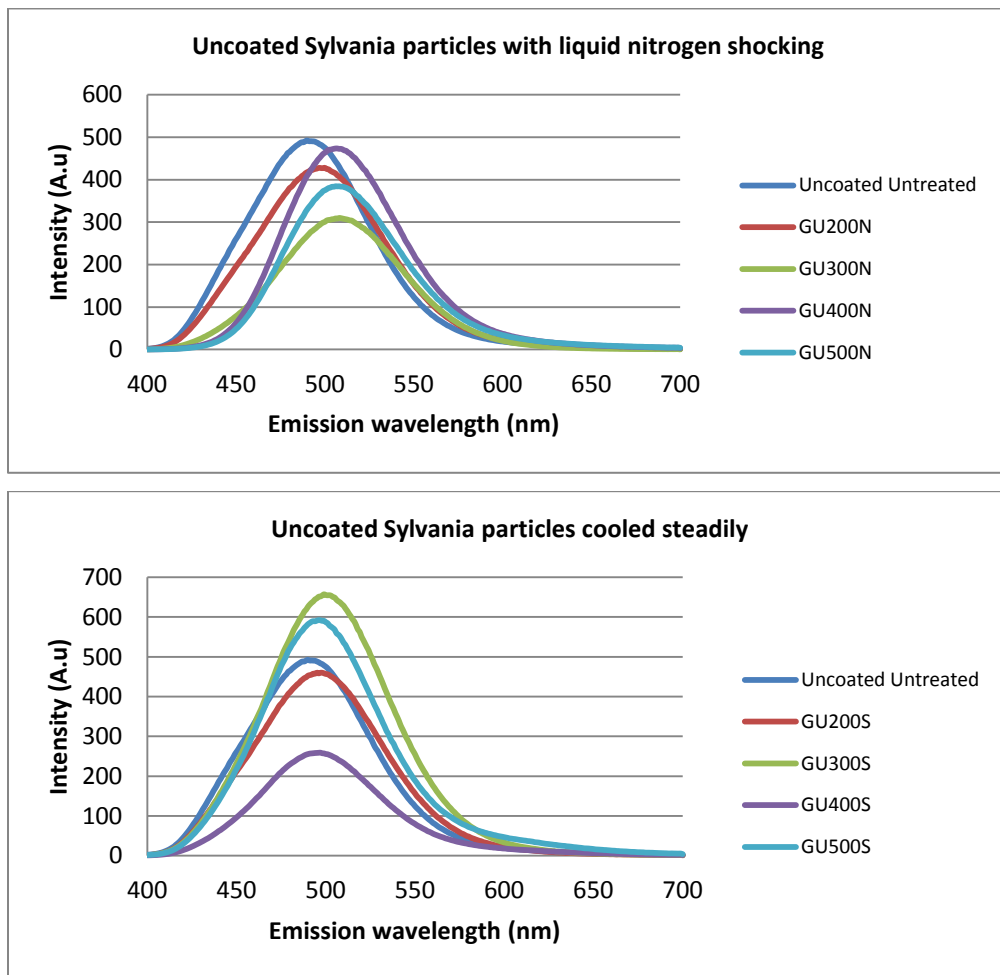 Uncoated Sylvania particles with liquid nitrogen shocking
600
500
400
300
200
100
0
Intensity (A.u)
400 450 500 550 600 650 700
Emission wavelength (nm)
Uncoated Untreated
GU200N
GU300N
GU400N
GU500N
Uncoated Sylvania particles cooled steadily
700
600
500
400
300
200
100
0
Intensity (A.u)
400 450 500 550 600 650 700
Emission wavelength (nm)
Uncoated Untreated
GU200S
GU300S
GU400S
GU500S